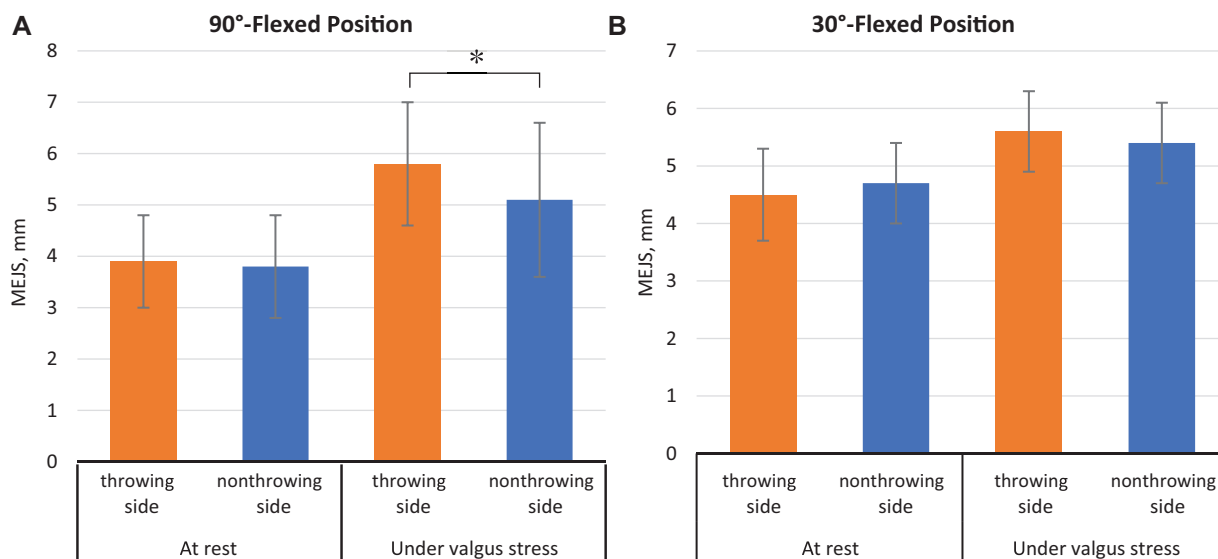 A
90°-Flexed Position
MEJS, mm
8
7
6
5
4
3
2
1
0
*
throwing side
nonthrowing side
throwing side
nonthrowing side
At rest
Under valgus stress
B
30°-Flexed Position
MEJS, mm
7
6
5
4
3
2
1
0
throwing side
nonthrowing side
throwing side
nonthrowing side
At rest
Under valgus stress